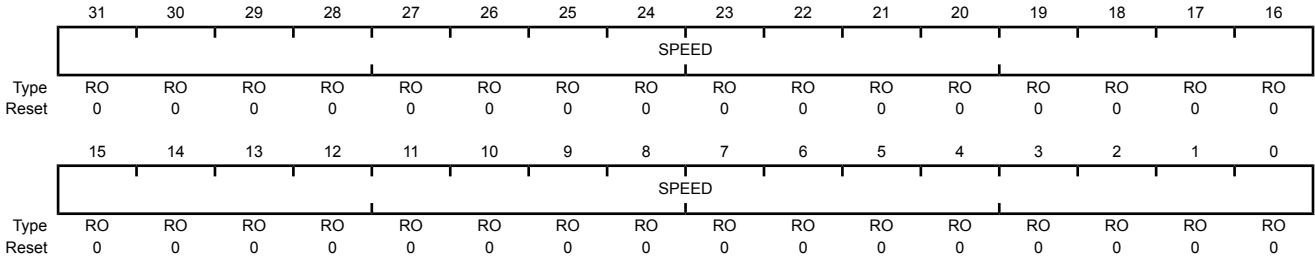 31 30 29 28 27 26 25 24 23 22 21 20 19 18 17 16
SPEED
Type RO RO RO RO RO RO RO RO RO RO RO RO RO RO RO RO
Reset 0 0 0 0 0 0 0 0 0 0 0 0 0 0 0 0
15 14 13 12 11 10 9 8 7 6 5 4 3 2 1 0
SPEED
Type RO RO RO RO RO RO RO RO RO RO RO RO RO RO RO RO
Reset 0 0 0 0 0 0 0 0 0 0 0 0 0 0 0 0